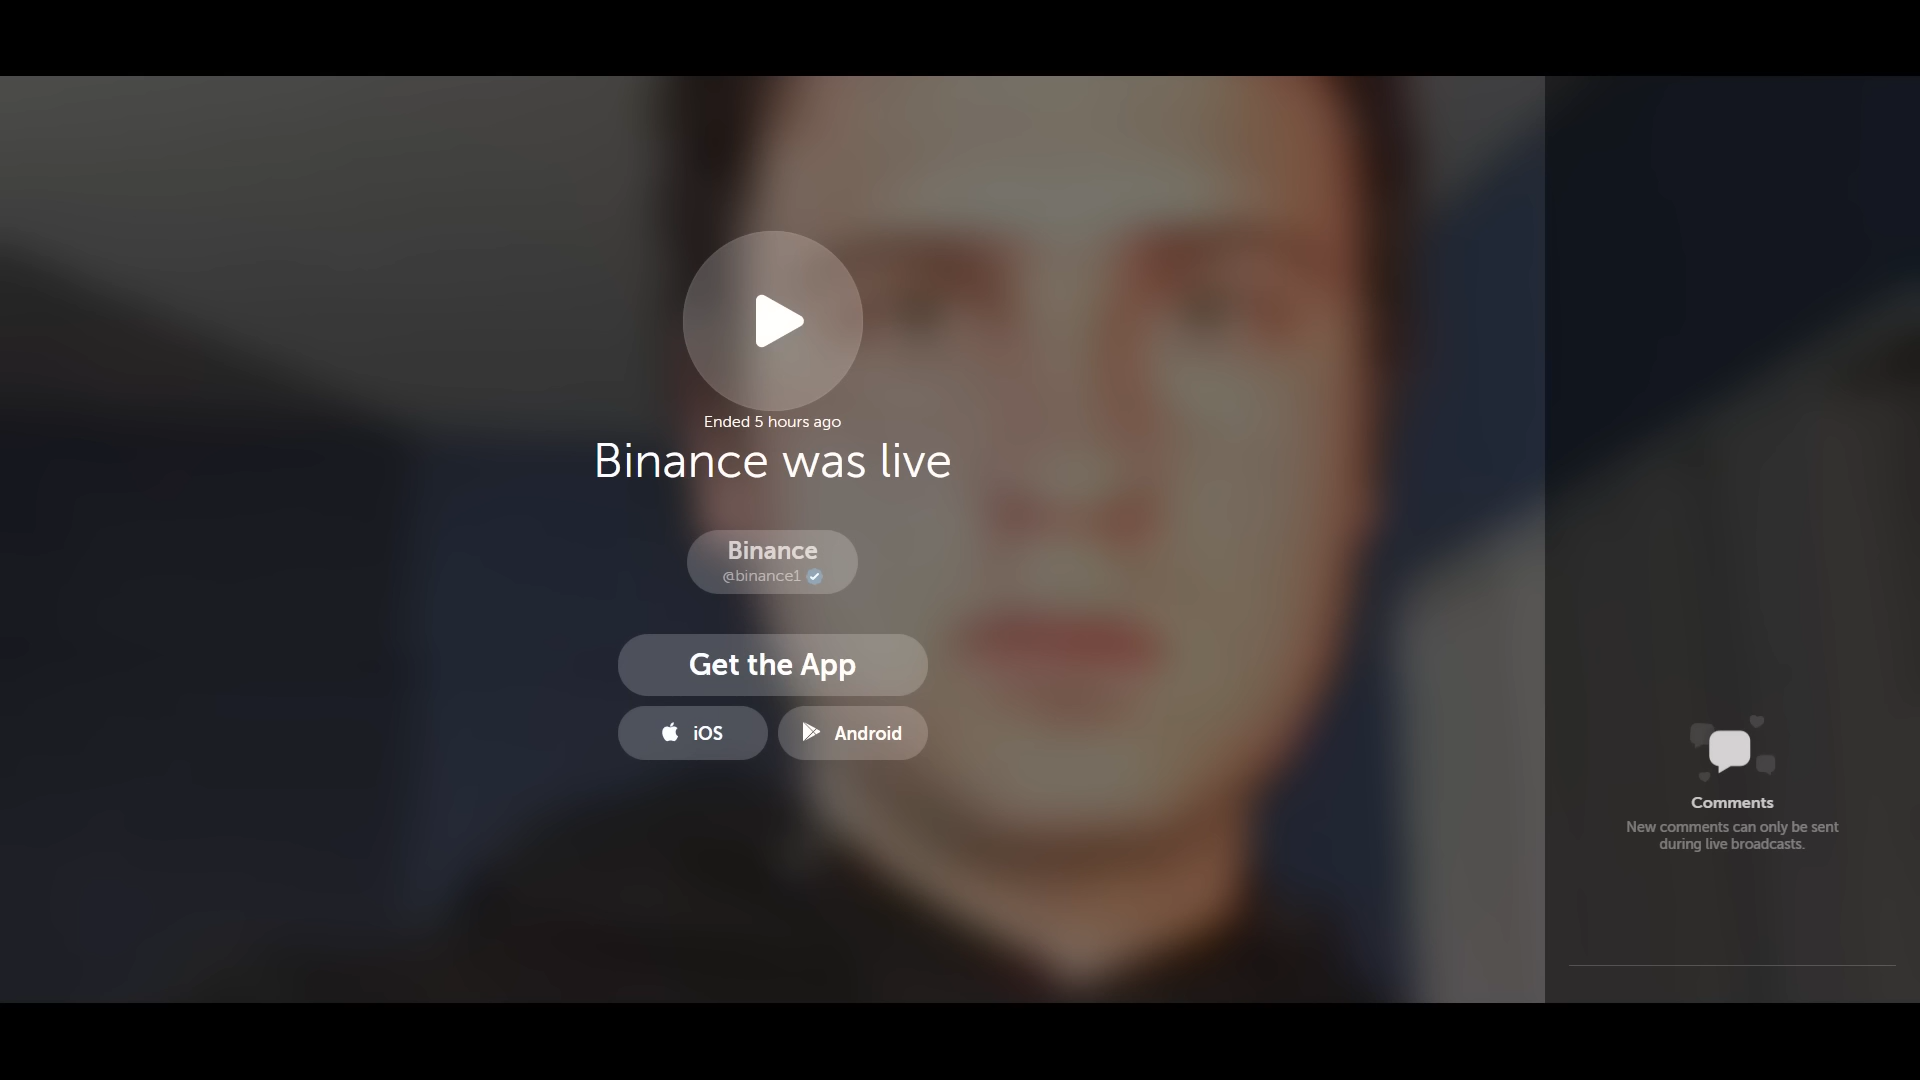 Ended 5 hours ago
Binance was live
Binance
@binance1
Get the App
iOS
Android
Comments
New comments can only be sent
during live broadcasts.